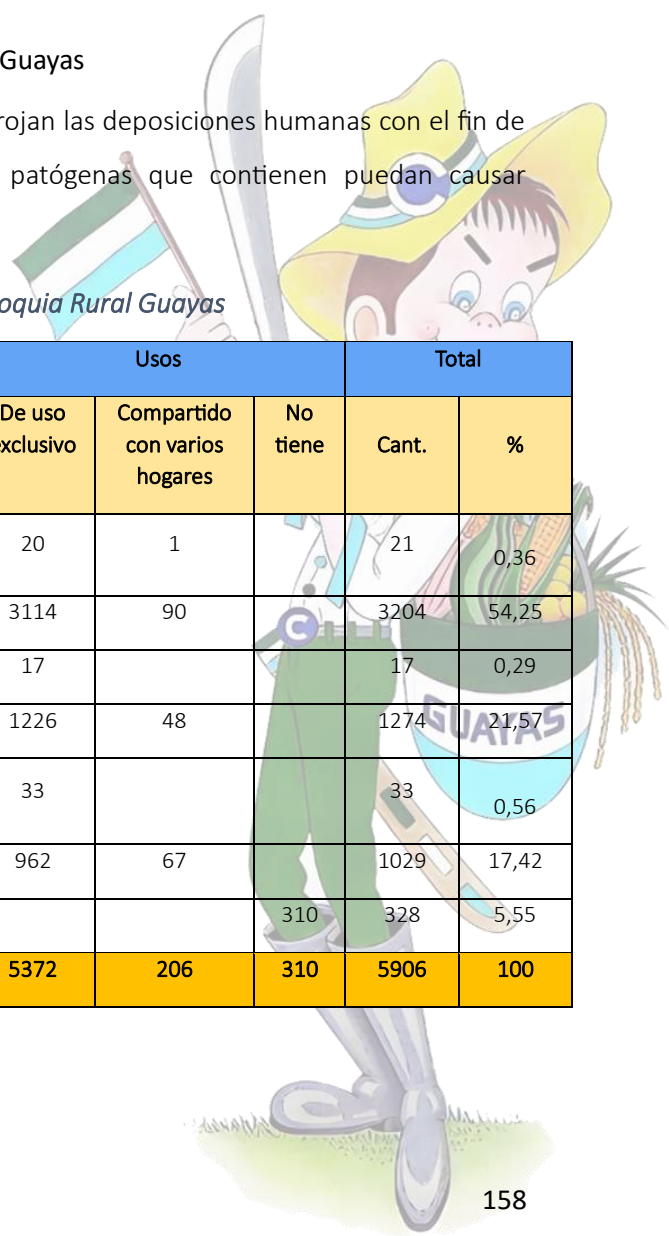 Guayas
rojan las deposiciones humanas con el fin de
patógenas que contienen puedan causar
oquia Rural Guayas
Usos Total
De uso exclusivo Compartido con varios hogares No tiene Cant. %
20 1 21 0,36
3114 90 3204 54,25
17 17 0,29
1226 48 1274 21,57
33 33 0,56
962 67 1029 17,42
310 328 5,55
5372 206 310 5906 100
C
GUAYAS
158